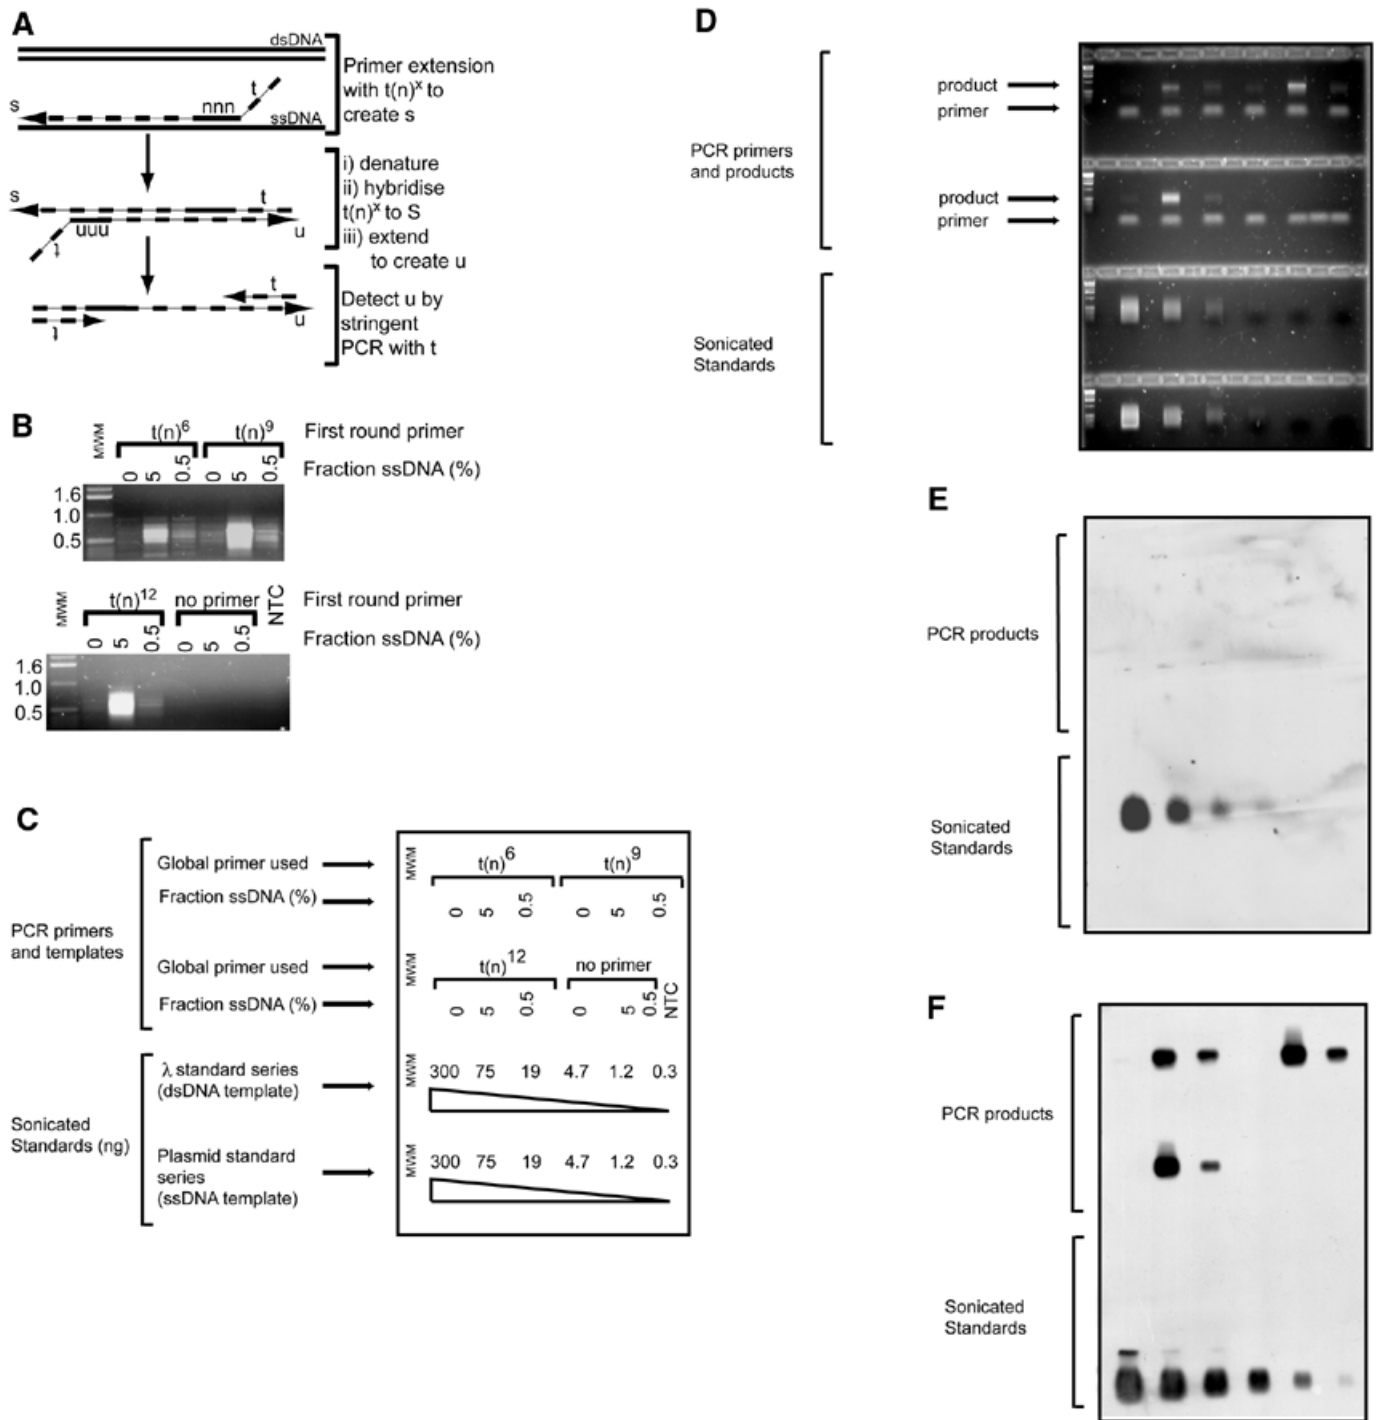 A
dsDNA
Primer extension
with t(n)ˣ to
create s
s
nnn
t
ssDNA
i) denature
ii) hybridise
t(n)ˣ to S
iii) extend
to create u
s
t
uuu
u
t
t
Detect u by
stringent
PCR with t
u
t
B
MWM
t(n)⁶
t(n)⁹
First round primer
0
5
0.5
0
5
0.5
Fraction ssDNA (%)
1.6
1.0
0.5
MWM
t(n)¹²
no primer
NTC
First round primer
0
5
0.5
0
5
0.5
Fraction ssDNA (%)
1.6
1.0
0.5
C
PCR primers
and templates
Global primer used
Fraction ssDNA (%)
Global primer used
Fraction ssDNA (%)
MWM
t(n)⁶
t(n)⁹
0
5
0.5
0
5
0.5
MWM
t(n)¹²
no primer
0
5
0.5
0
5
0.5
NTC
Sonicated
Standards (ng)
λ standard series
(dsDNA template)
MWM
300 75 19 4.7 1.2 0.3
Plasmid standard
series
(ssDNA template)
MWM
300 75 19 4.7 1.2 0.3
D
PCR primers
and products
product
primer
product
primer
Sonicated
Standards
E
PCR products
Sonicated
Standards
F
PCR products
Sonicated
Standards